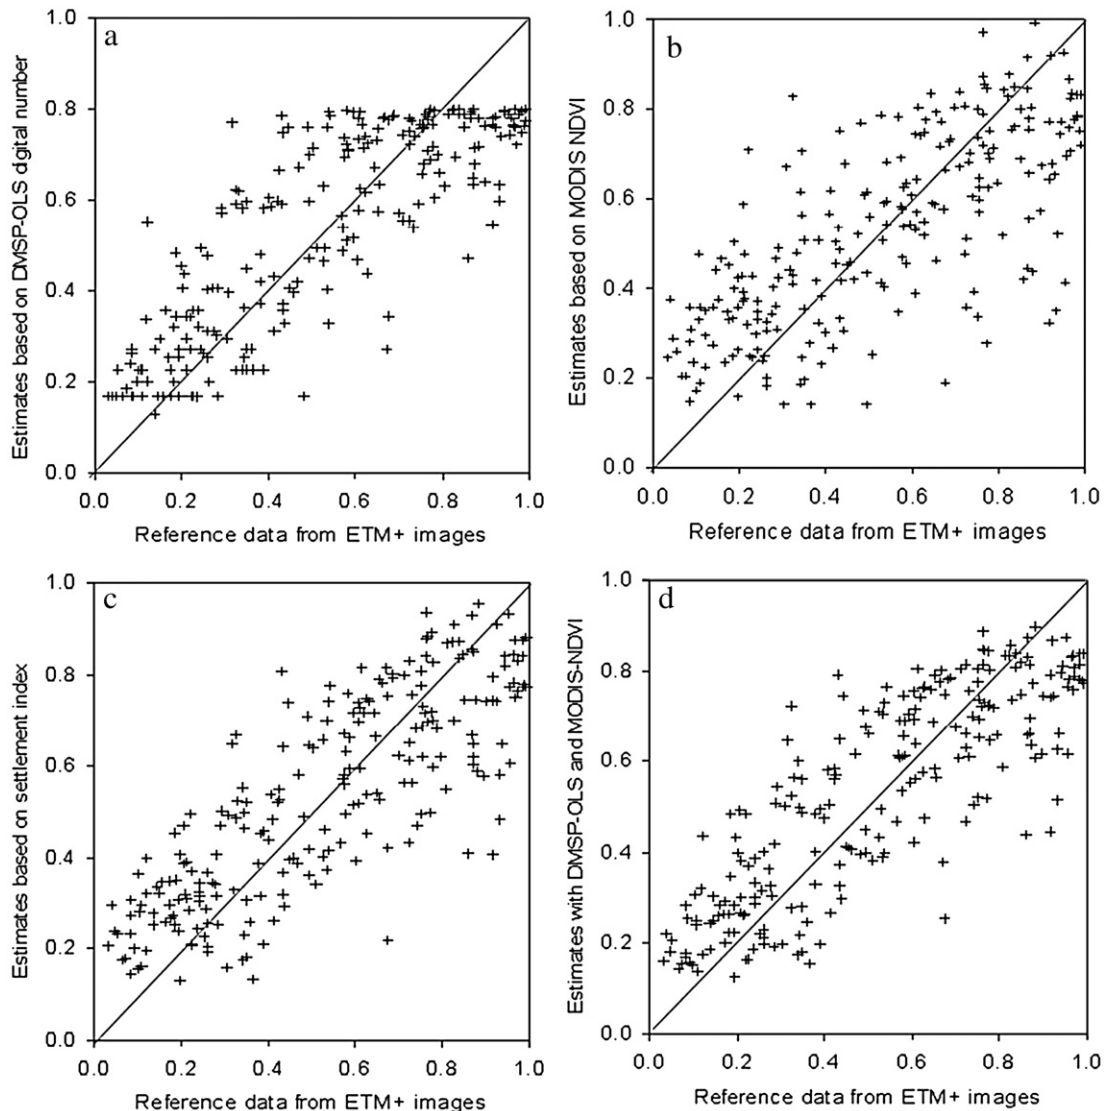 a
1.0
0.8
0.6
0.4
0.2
0.0
0.0 0.2 0.4 0.6 0.8 1.0
Estimates based on DMSP-OLS dgital number
Reference data from ETM+ images
b
1.0
0.8
0.6
0.4
0.2
0.0
0.0 0.2 0.4 0.6 0.8 1.0
Estimates based on MODIS NDVI
Reference data from ETM+ images
c
1.0
0.8
0.6
0.4
0.2
0.0
0.0 0.2 0.4 0.6 0.8 1.0
Estimates based on settlement index
Reference data from ETM+ images
d
1.0
0.8
0.6
0.4
0.2
0.0
0.0 0.2 0.4 0.6 0.8 1.0
Estimates with DMSP-OLS and MODIS-NDVI
Reference data from ETM+ images